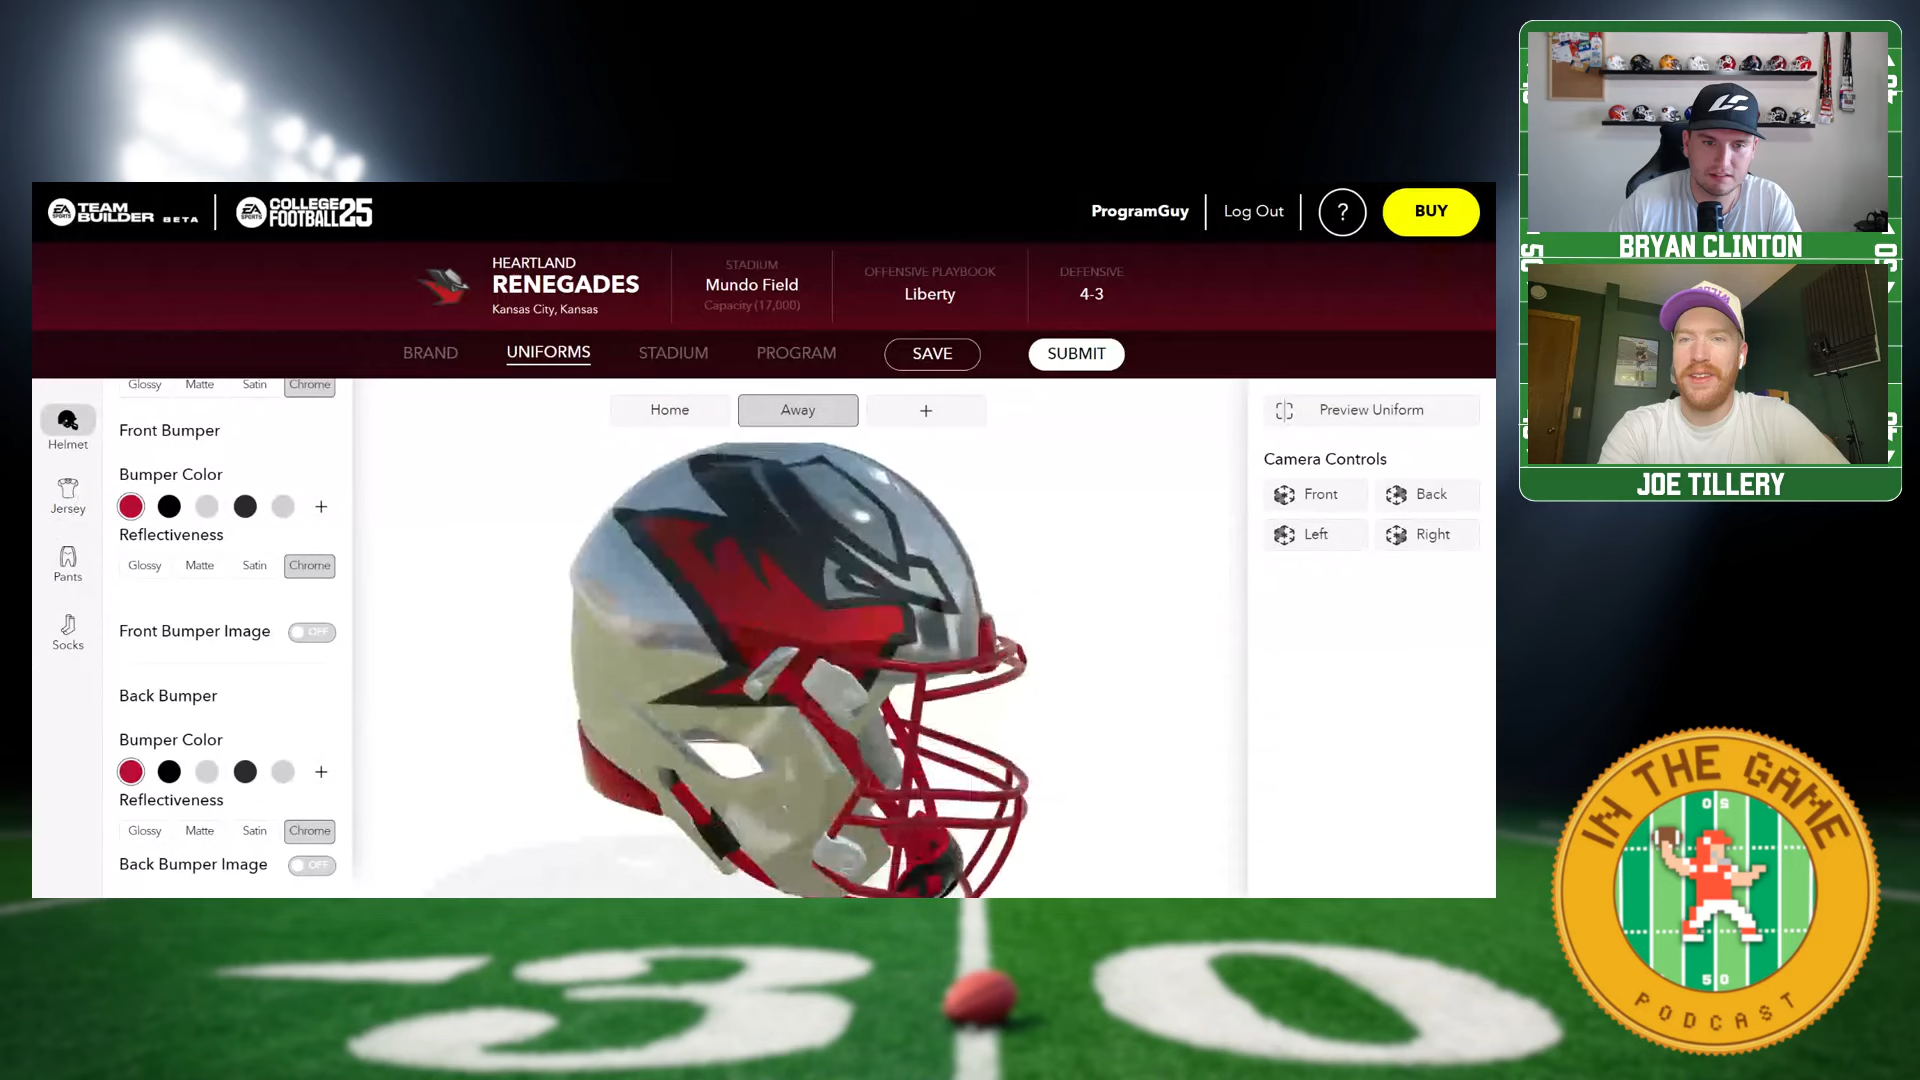 EA SPORTS TEAM BUILDER BETA
EA SPORTS COLLEGE FOOTBALL 25
ProgramGuy
Log Out
?
BUY
HEARTLAND
RENEGADES
Kansas City, Kansas
STADIUM
Mundo Field
Capacity (17,000)
OFFENSIVE PLAYBOOK
Liberty
DEFENSIVE
4-3
BRAND
UNIFORMS
STADIUM
PROGRAM
SAVE
SUBMIT
Helmet
Jersey
Pants
Socks
Glossy Matte Satin Chrome
Front Bumper
Bumper Color
+
Reflectiveness
Glossy Matte Satin Chrome
Front Bumper Image OFF
Back Bumper
Bumper Color
+
Reflectiveness
Glossy Matte Satin Chrome
Back Bumper Image OFF
Home
Away
+
Preview Uniform
Camera Controls
Front
Back
Left
Right
BRYAN CLINTON
JOE TILLERY
IN THE GAME
50
50
PODCAST
30